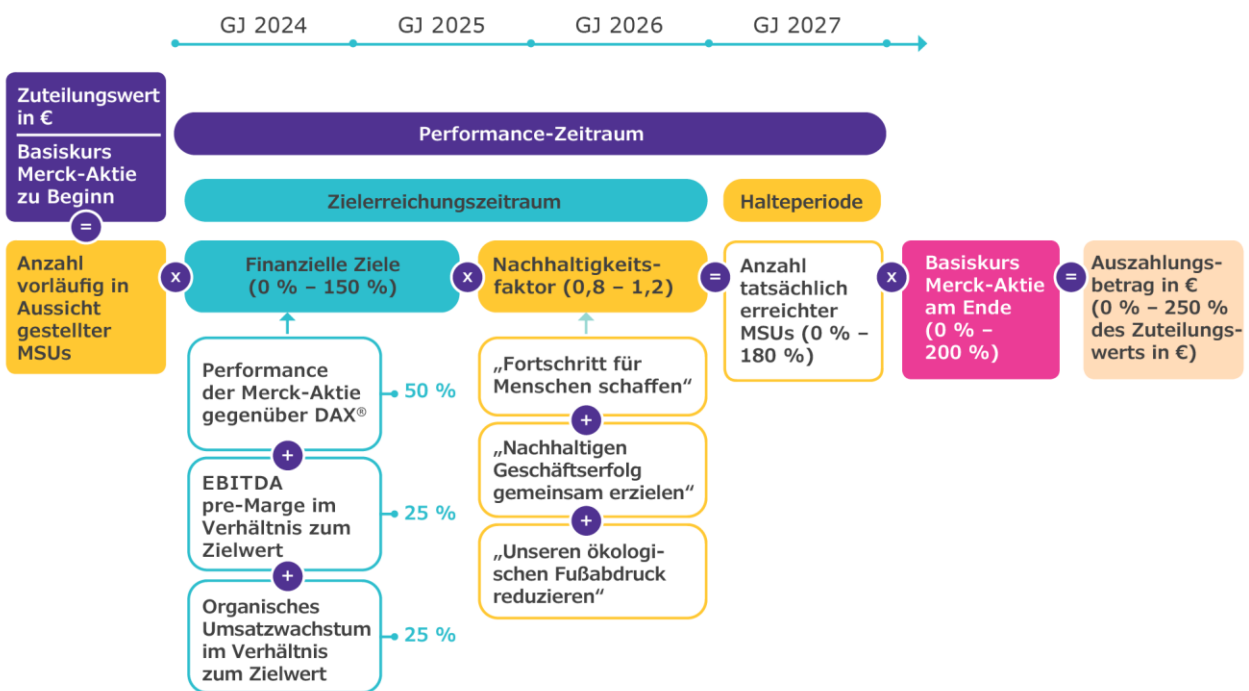 GJ 2024
GJ 2025
GJ 2026
GJ 2027
Zuteilungswert
in €
Basiskurs
Merck-Aktie
zu Beginn
=
Performance-Zeitraum
Zielerreichungszeitraum
Halteperiode
Anzahl
vorläufig in
Aussicht
gestellter
MSUs
x
Finanzielle Ziele
(0 % – 150 %)
x
Nachhaltigkeits-
faktor (0,8 – 1,2)
=
Anzahl
tatsächlich
erreichter
MSUs (0 % –
180 %)
x
Basiskurs
Merck-Aktie
am Ende
(0 % –
200 %)
=
Auszahlungs-
betrag in €
(0 % – 250 %
des Zuteilungs-
werts in €)
Performance
der Merck-Aktie
gegenüber DAX®
50 %
+
EBITDA
pre-Marge im
Verhältnis zum
Zielwert
25 %
+
Organisches
Umsatzwachstum
im Verhältnis
zum Zielwert
25 %
„Fortschritt für
Menschen schaffen“
+
„Nachhaltigen
Geschäftserfolg
gemeinsam erzielen“
+
„Unseren ökologi-
schen Fußabdruck
reduzieren“